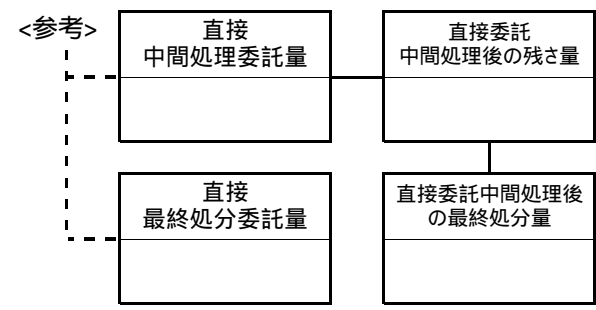 <参考>
直接
中間処理委託量
直接委託
中間処理後の残さ量
直接
最終処分委託量
直接委託中間処理後
の最終処分量